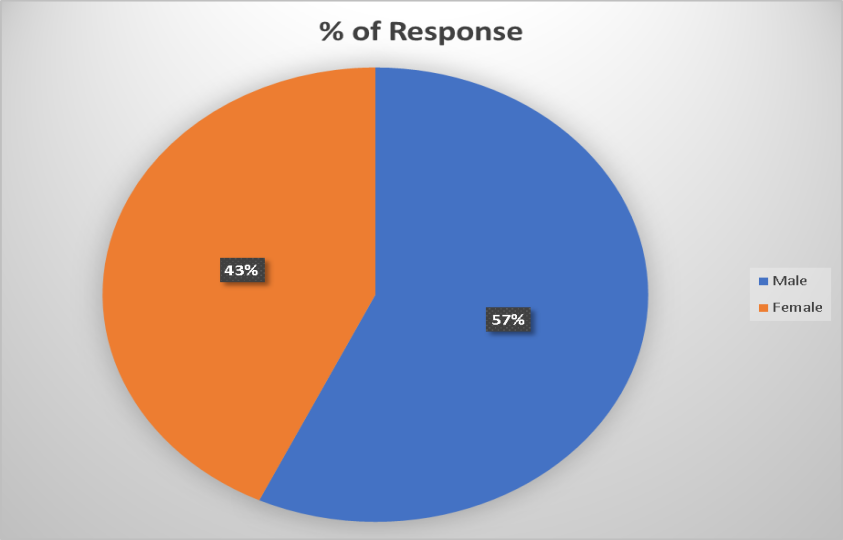 % of Response
43%
57%
Male
Female